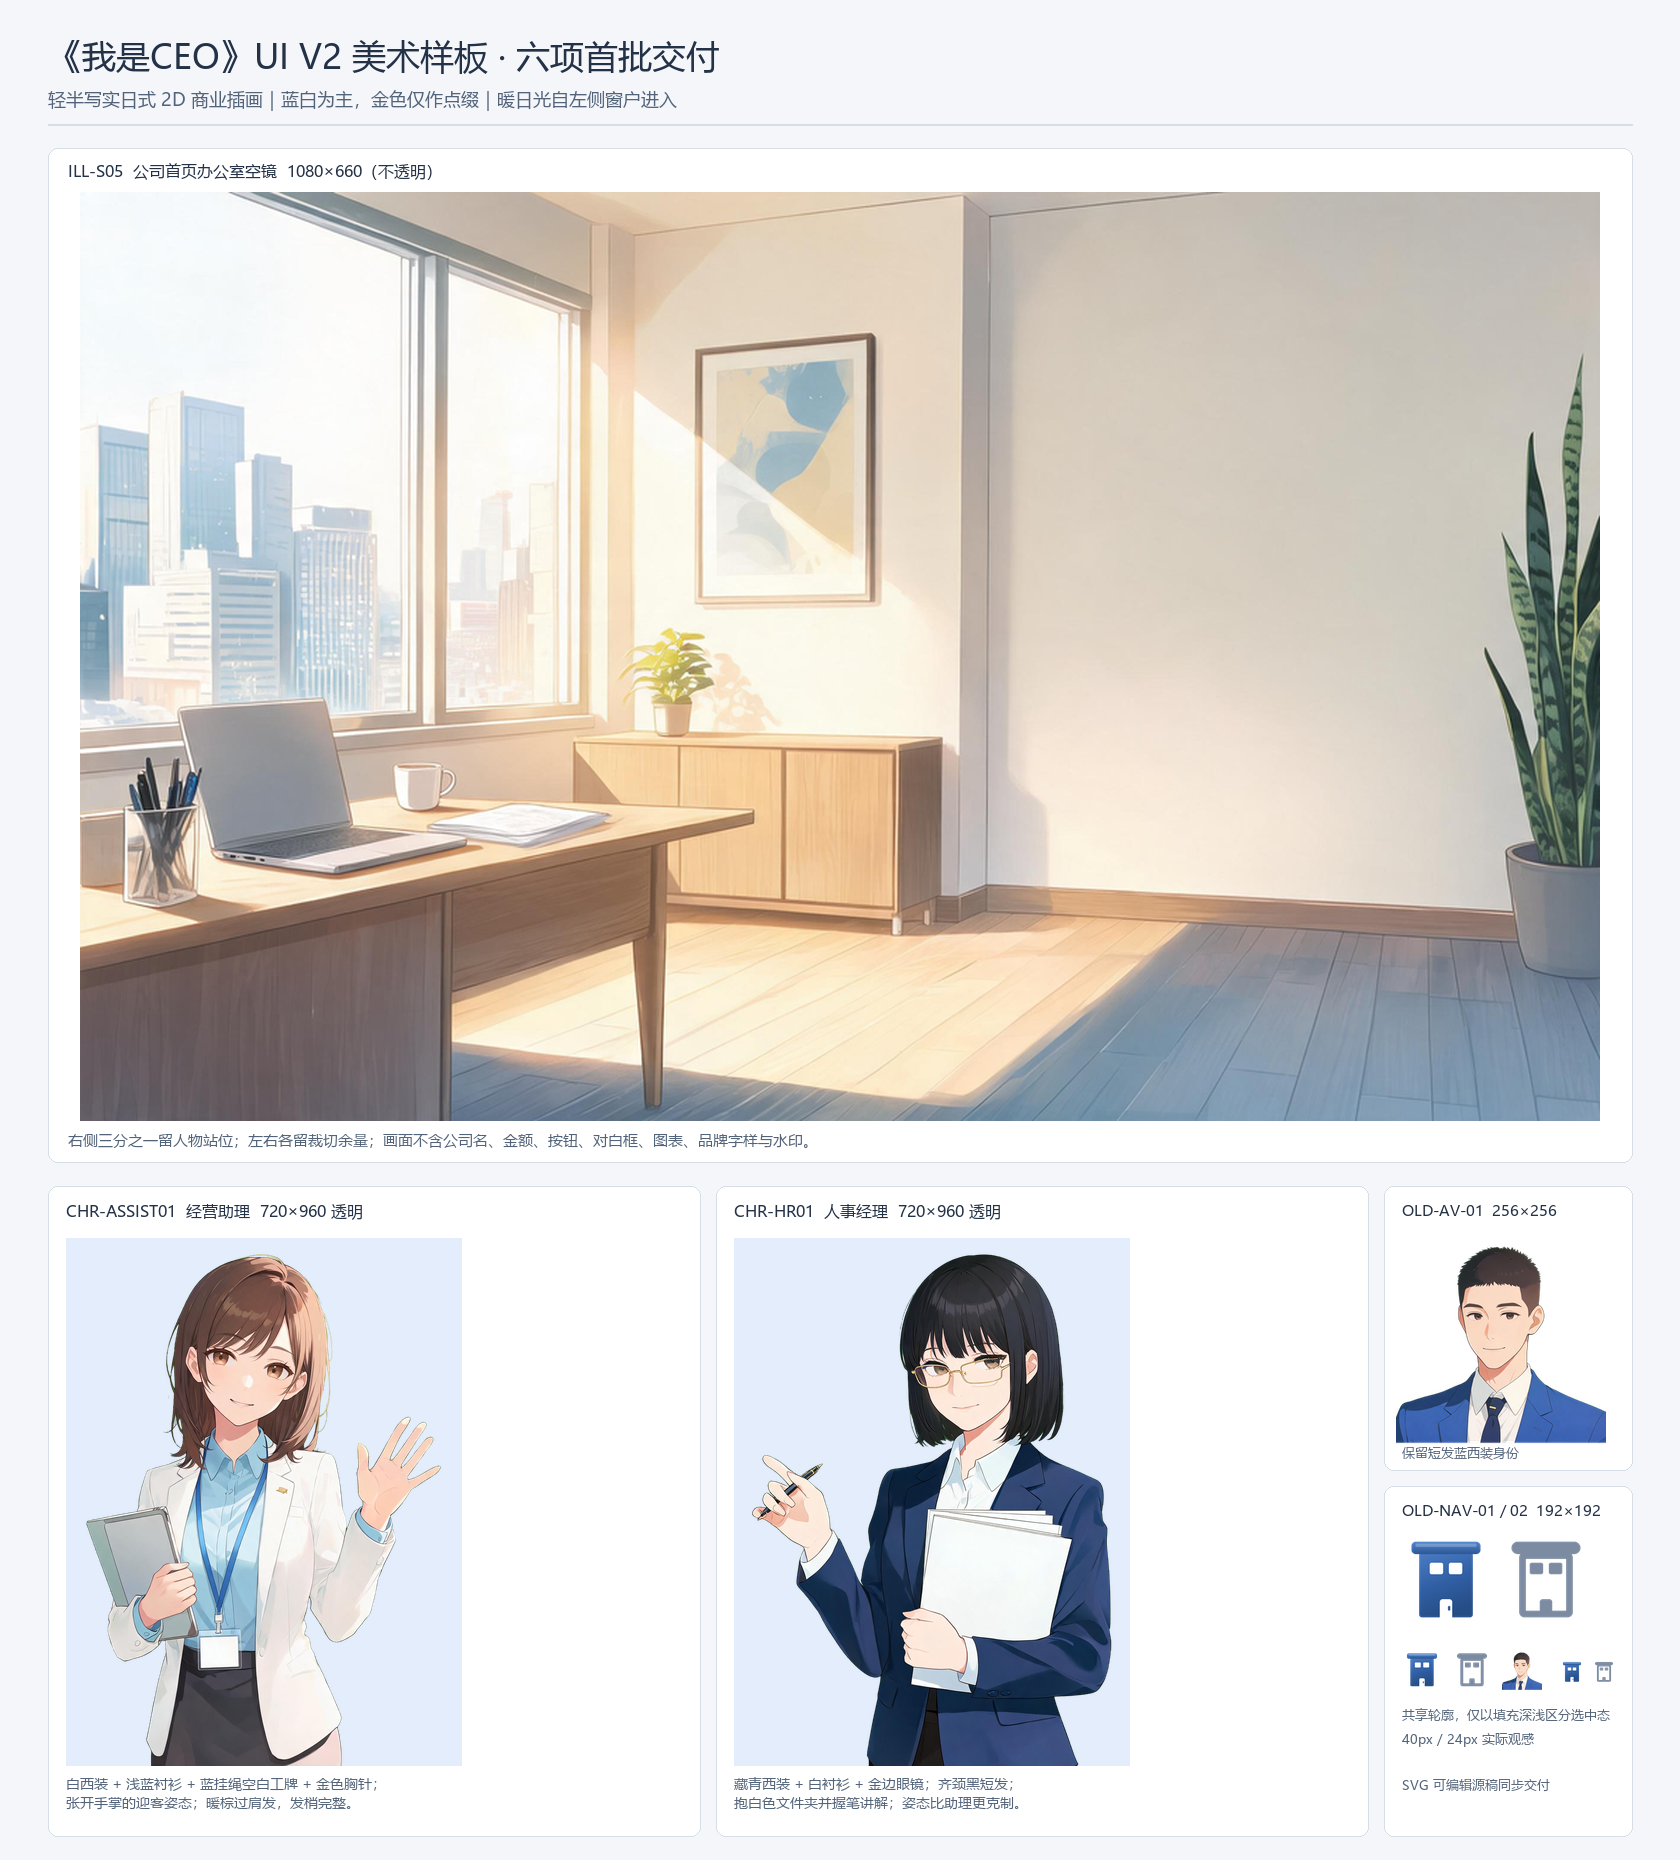 《我是CEO》UI V2 美术样板 · 六项首批交付
轻半写实日式 2D 商业插画 | 蓝白为主，金色仅作点缀 | 暖日光自左侧窗户进入
ILL-S05 公司首页办公室空镜 1080×660（不透明）
右侧三分之一留人物站位；左右各留裁切余量；画面不含公司名、金额、按钮、对白框、图表、品牌字样与水印。
CHR-ASSIST01 经营助理 720×960 透明
白西装 + 浅蓝衬衫 + 蓝挂绳空白工牌 + 金色胸针；
张开手掌的迎客姿态；暖棕过肩发，发梢完整。
CHR-HR01 人事经理 720×960 透明
藏青西装 + 白衬衫 + 金边眼镜；齐颈黑短发；
抱白色文件夹并握笔讲解；姿态比助理更克制。
OLD-AV-01 256×256
保留短发蓝西装身份
OLD-NAV-01 / 02 192×192
共享轮廓，仅以填充深浅区分选中态
40px / 24px 实际观感
SVG 可编辑源稿同步交付